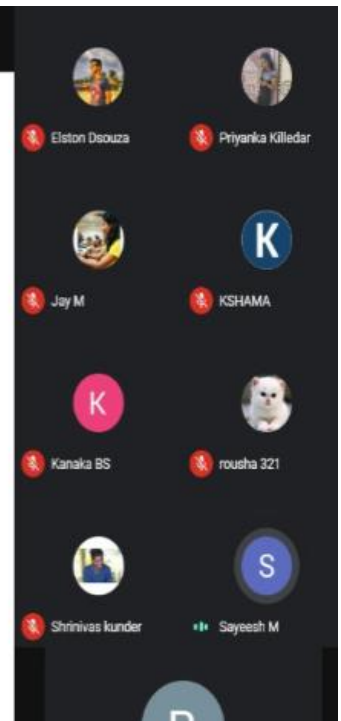 Elston Dsouza Priyanka Killedar
K
Jay M KSHAMA
K
Kanaka BS rousha 321
S
Shrinivas kunder Sayeesh M